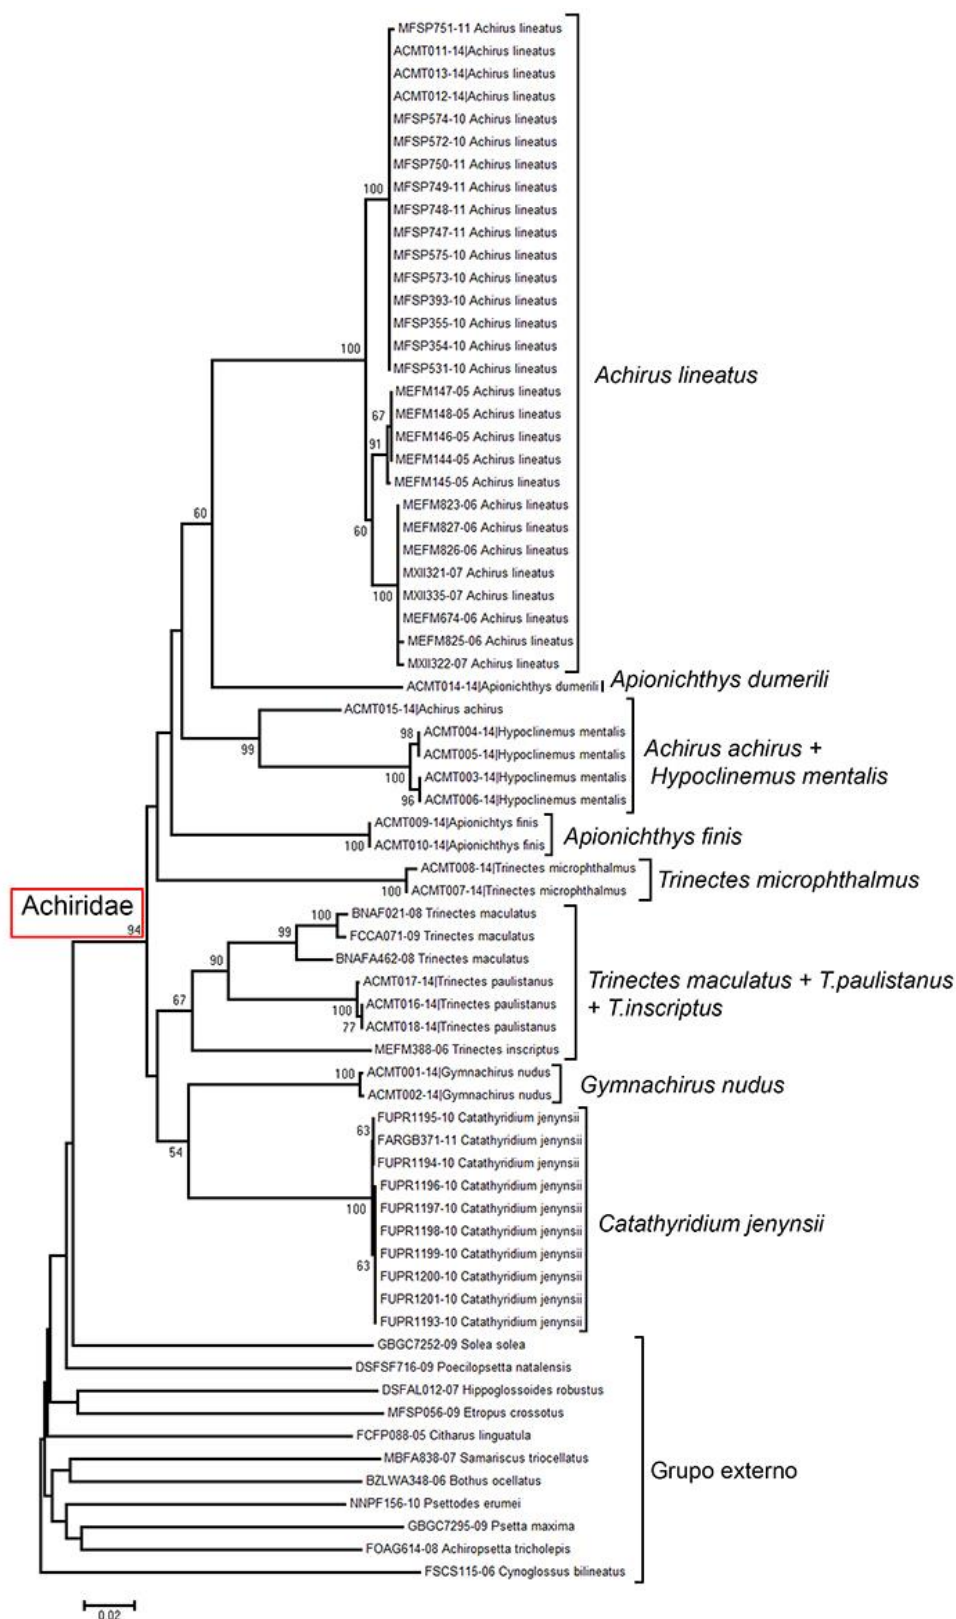 MFSP751-11 Achirus lineatus
ACMT011-14|Achirus lineatus
ACMT013-14|Achirus lineatus
ACMT012-14|Achirus lineatus
MFSP574-10 Achirus lineatus
MFSP572-10 Achirus lineatus
MFSP750-11 Achirus lineatus
100
MFSP749-11 Achirus lineatus
MFSP748-11 Achirus lineatus
MFSP747-11 Achirus lineatus
MFSP575-10 Achirus lineatus
MFSP573-10 Achirus lineatus
MFSP393-10 Achirus lineatus
MFSP355-10 Achirus lineatus
100
MFSP354-10 Achirus lineatus
MFSP531-10 Achirus lineatus
Achirus lineatus
MEFM147-05 Achirus lineatus
67
MEFM148-05 Achirus lineatus
91
MEFM146-05 Achirus lineatus
MEFM144-05 Achirus lineatus
MEFM145-05 Achirus lineatus
MEFM823-06 Achirus lineatus
60
60
MEFM827-06 Achirus lineatus
MEFM826-06 Achirus lineatus
MXII321-07 Achirus lineatus
100
MXII335-07 Achirus lineatus
MEFM674-06 Achirus lineatus
MEFM825-06 Achirus lineatus
MXII322-07 Achirus lineatus
ACMT014-14|Apionichthys dumerili
Apionichthys dumerili
ACMT015-14|Achirus achirus
98
ACMT004-14|Hypoclinemus mentalis
99
ACMT005-14|Hypoclinemus mentalis
Achirus achirus +
Hypoclinemus mentalis
100
ACMT003-14|Hypoclinemus mentalis
96
ACMT006-14|Hypoclinemus mentalis
ACMT009-14|Apionichtys finis
100
ACMT010-14|Apionichthys finis
Apionichthys finis
ACMT008-14|Trinectes microphthalmus
100
ACMT007-14|Trinectes microphthalmus
Trinectes microphthalmus
Achiridae
94
100
BNAF021-08 Trinectes maculatus
99
FCCA071-09 Trinectes maculatus
90
BNAFA462-08 Trinectes maculatus
ACMT017-14|Trinectes paulistanus
67
100
ACMT016-14|Trinectes paulistanus
77
ACMT018-14|Trinectes paulistanus
Trinectes maculatus + T.paulistanus
+ T.inscriptus
MEFM388-06 Trinectes inscriptus
100
ACMT001-14|Gymnachirus nudus
ACMT002-14|Gymnachirus nudus
Gymnachirus nudus
FUPR1195-10 Catathyridium jenynsii
63
FARGB371-11 Catathyridium jenynsii
54
FUPR1194-10 Catathyridium jenynsii
FUPR1196-10 Catathyridium jenynsii
100
FUPR1197-10 Catathyridium jenynsii
FUPR1198-10 Catathyridium jenynsii
Catathyridium jenynsii
FUPR1199-10 Catathyridium jenynsii
63
FUPR1200-10 Catathyridium jenynsii
FUPR1201-10 Catathyridium jenynsii
FUPR1193-10 Catathyridium jenynsii
GBGC7252-09 Solea solea
DSFSF716-09 Poecilopsetta natalensis
DSFAL012-07 Hippoglossoides robustus
MFSP056-09 Etropus crossotus
FCFP088-05 Citharus linguatula
MBFA838-07 Samariscus triocellatus
Grupo externo
BZLWA348-06 Bothus ocellatus
NNPF156-10 Psettodes erumei
GBGC7295-09 Psetta maxima
FOAG614-08 Achiropsetta tricholepis
FSCS115-06 Cynoglossus bilineatus
0.02